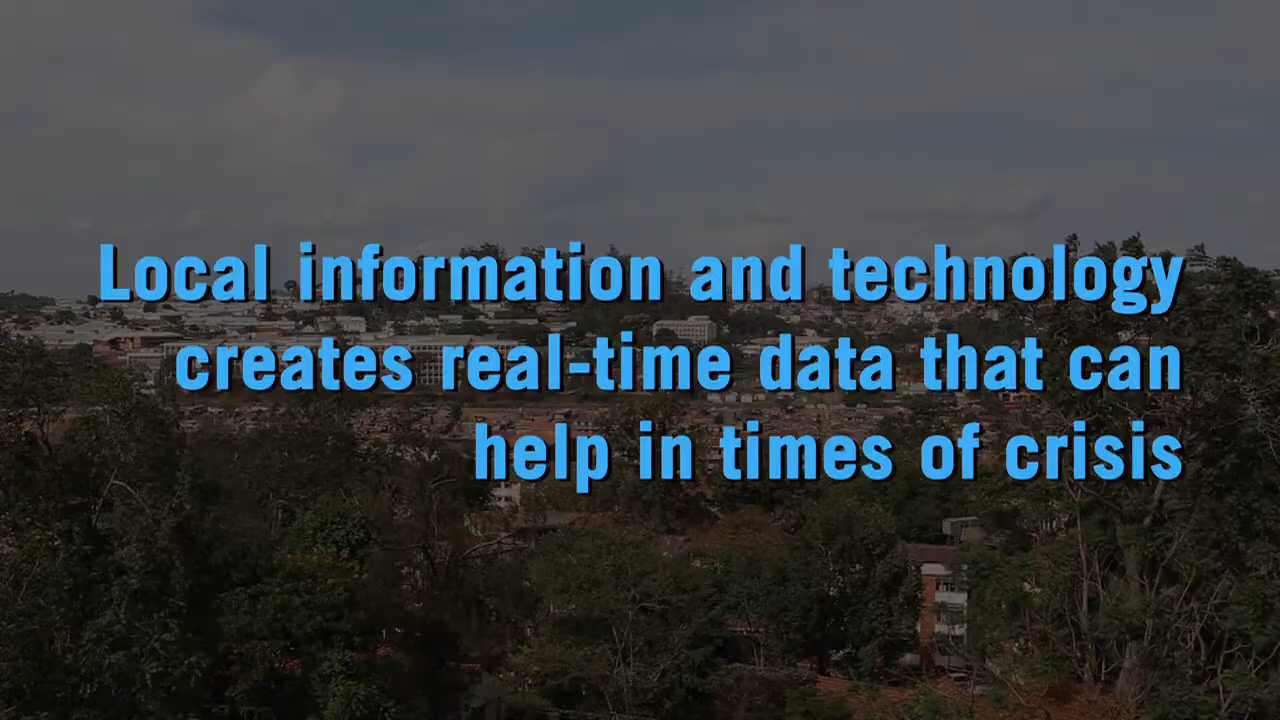 Local information and technology
creates real-time data that can
help in times of crisis